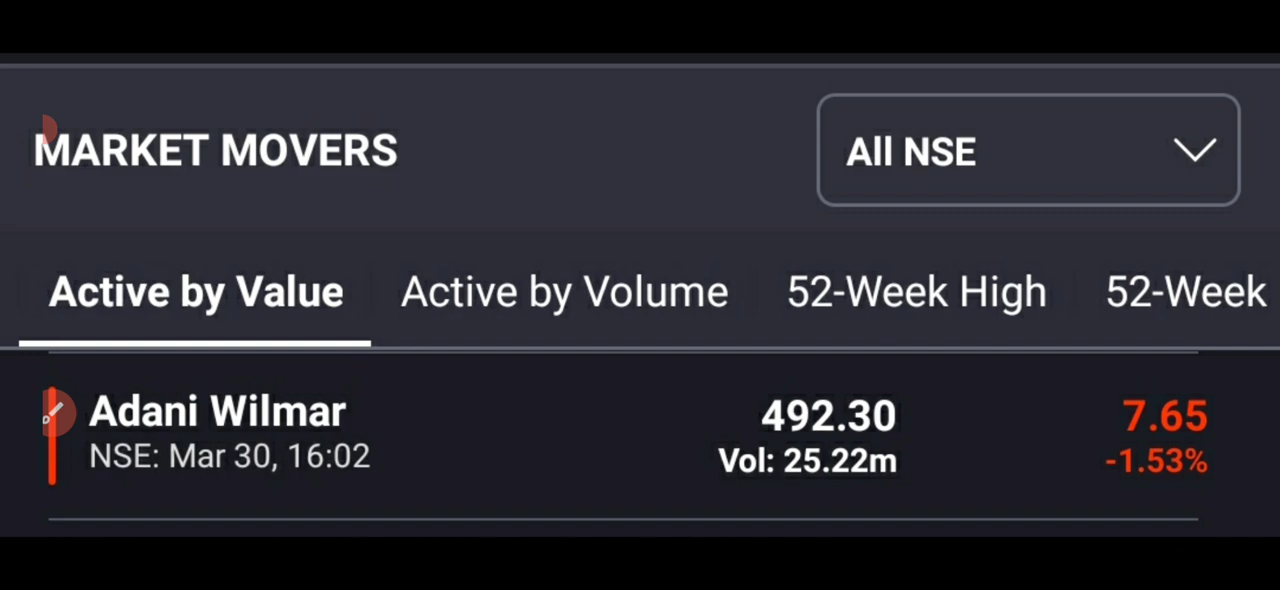 MARKET MOVERS
All NSE
Active by Value
Active by Volume
52-Week High
52-Week
Adani Wilmar
492.30
7.65
NSE: Mar 30, 16:02
Vol: 25.22m
-1.53%